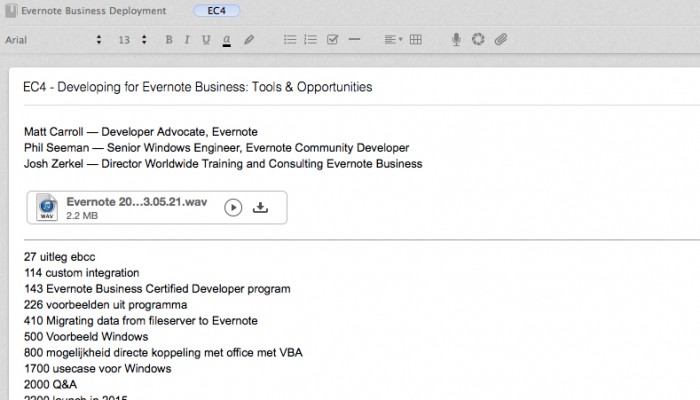 Evernote Business Deployment EC4
Arial 13 B I U a
EC4 - Developing for Evernote Business: Tools & Opportunities
Matt Carroll — Developer Advocate, Evernote
Phil Seeman — Senior Windows Engineer, Evernote Community Developer
Josh Zerkel — Director Worldwide Training and Consulting Evernote Business
Evernote 20...3.05.21.wav
WAV
2.2 MB
27 uitleg ebcc
114 custom integration
143 Evernote Business Certified Developer program
226 voorbeelden uit programma
410 Migrating data from fileserver to Evernote
500 Voorbeeld Windows
800 mogelijkheid directe koppeling met office met VBA
1700 usecase voor Windows
2000 Q&A
2200 launch in 2015